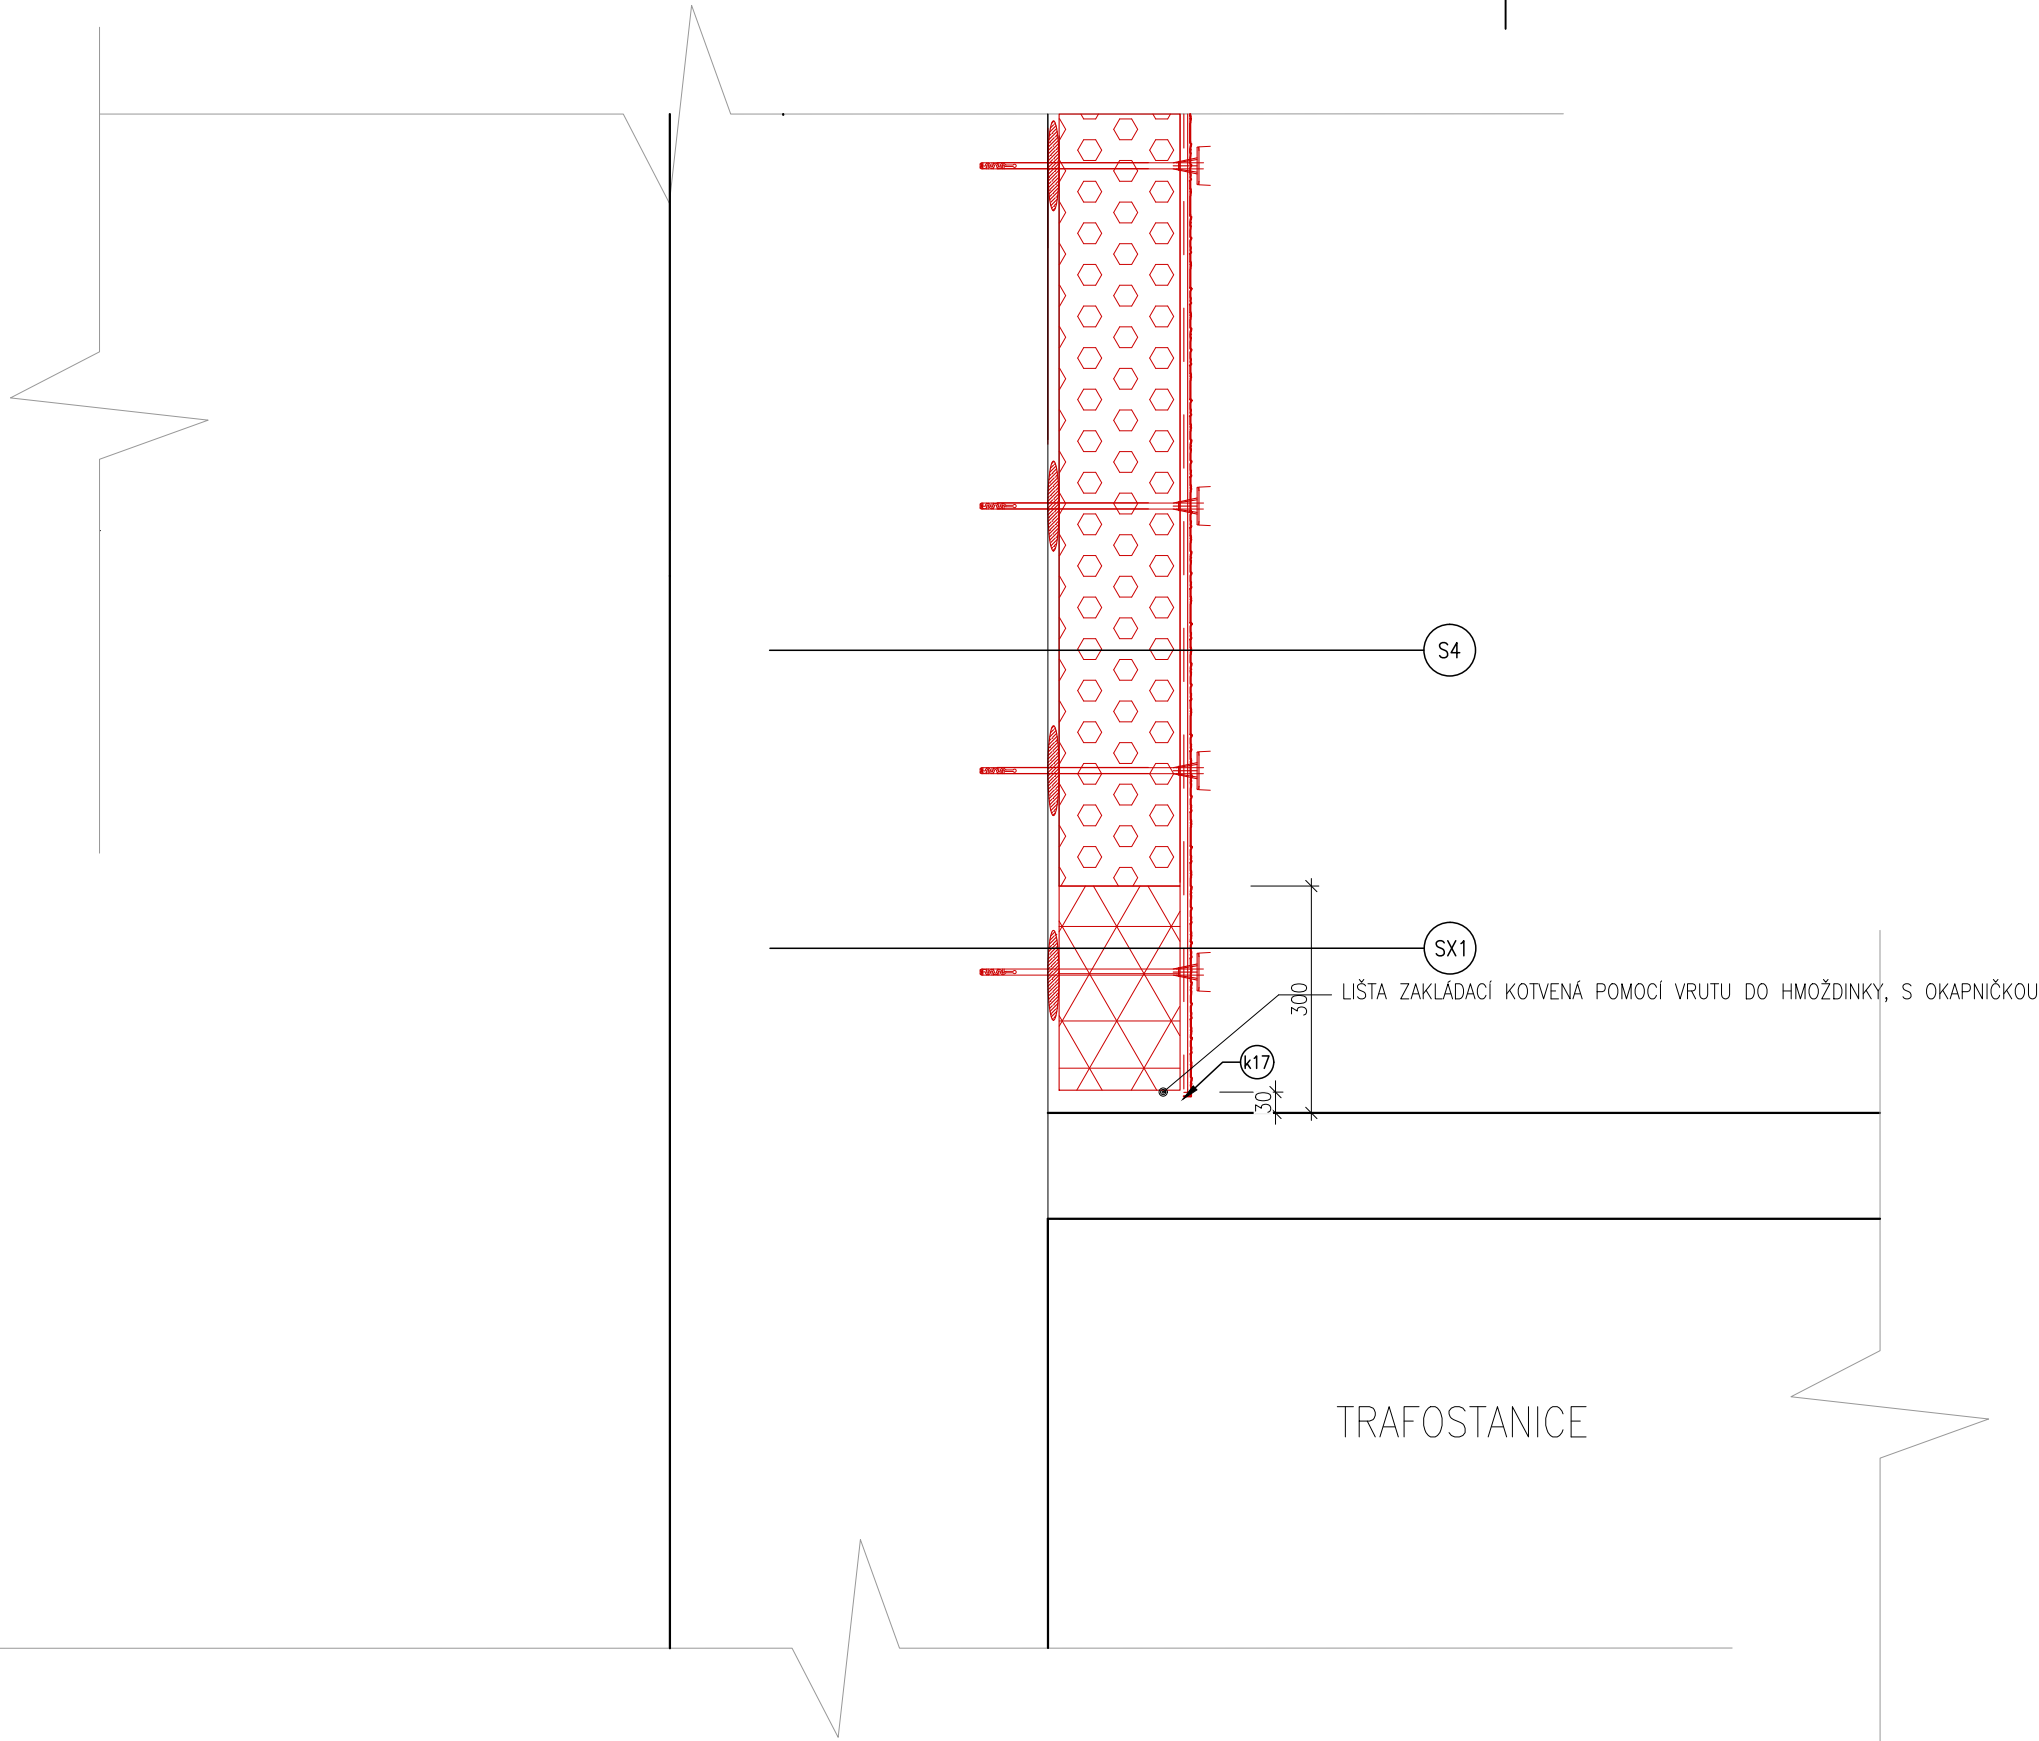 S4
SX1
LIŠTA ZAKLÁDACÍ KOTVENÁ POMOCÍ VRUTU DO HMOŽDINKY, S OKAPNIČKOU
300
k17
30
TRAFOSTANICE